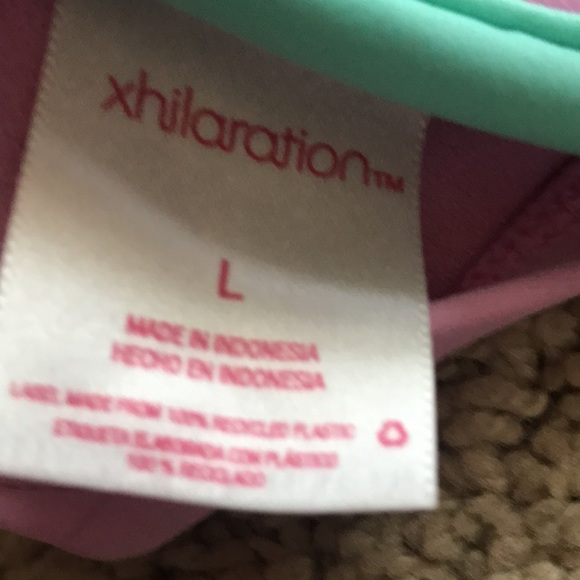 xhilaration™
L
MADE IN INDONESIA
HECHO EN INDONESIA
LABEL MADE FROM 100% RECYCLED PLASTIC
ETIQUETA ELABORADA CON PLÁSTICO
100% RECICLADO